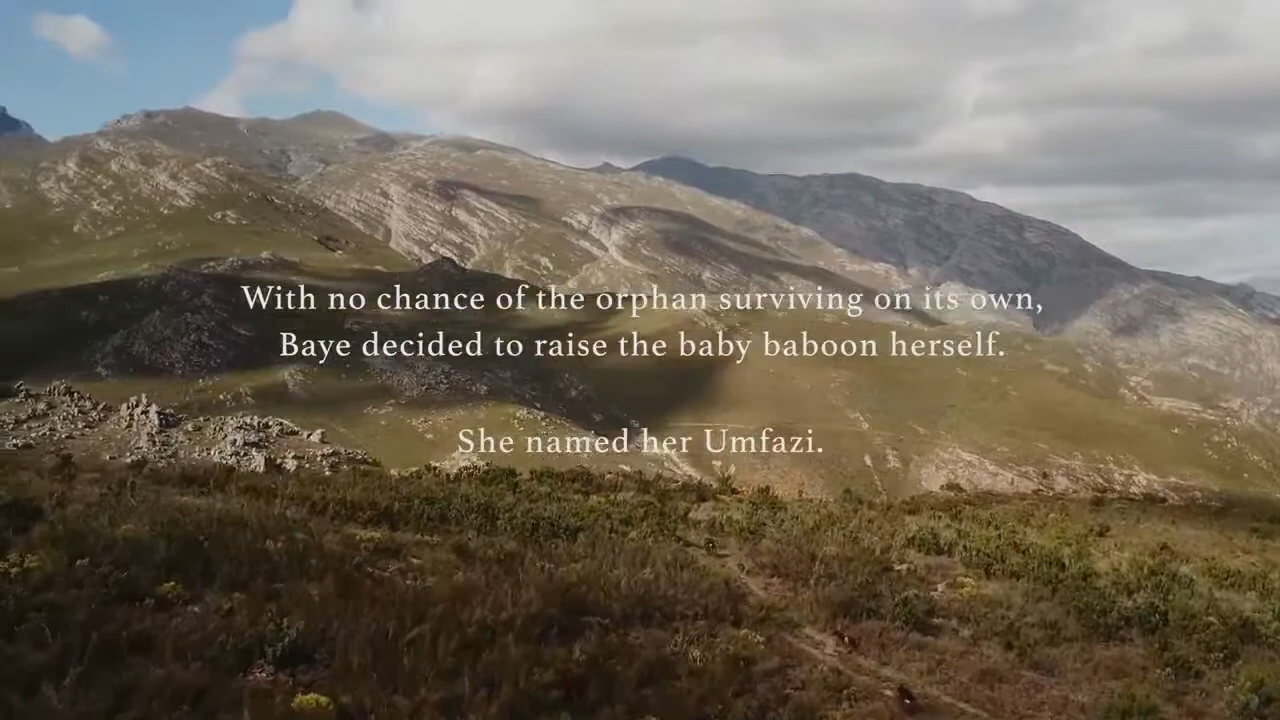 With no chance of the orphan surviving on its own,
Baye decided to raise the baby baboon herself.
She named her Umfazi.